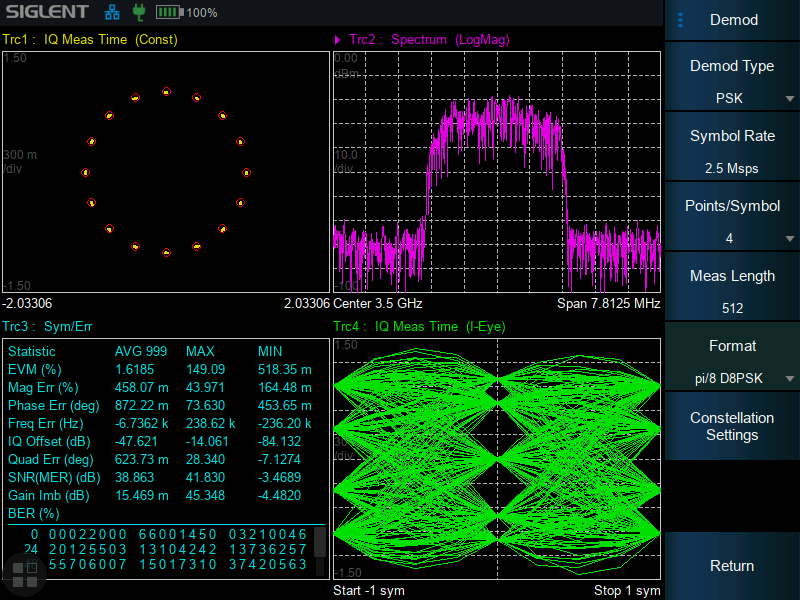 SIGLENT 100%
Trc1 : IQ Meas Time (Const)
1.50
300 m
/div
-1.50
-2.03306 2.03306
Trc2 : Spectrum (LogMag)
0.00
dBm
10.0
/div
Center 3.5 GHz Span 7.8125 MHz
Trc3 : Sym/Err
Statistic AVG 999 MAX MIN
EVM (%) 1.6185 149.09 518.35 m
Mag Err (%) 458.07 m 43.971 164.48 m
Phase Err (deg) 872.22 m 73.630 453.65 m
Freq Err (Hz) -6.7362 k 238.62 k -236.20 k
IQ Offset (dB) -47.621 -14.061 -84.132
Quad Err (deg) 623.73 m 28.340 -7.1274
SNR(MER) (dB) 38.863 41.830 -3.4689
Gain Imb (dB) 15.469 m 45.348 -4.4820
BER (%)
0 00022000 66001450 03210046
24 20125503 13104242 13736257
55706007 15017310 37420563
Trc4 : IQ Meas Time (I-Eye)
1.50
/div
-1.50
Start -1 sym Stop 1 sym
Demod
Demod Type
PSK
Symbol Rate
2.5 Msps
Points/Symbol
4
Meas Length
512
Format
pi/8 D8PSK
Constellation
Settings
Return